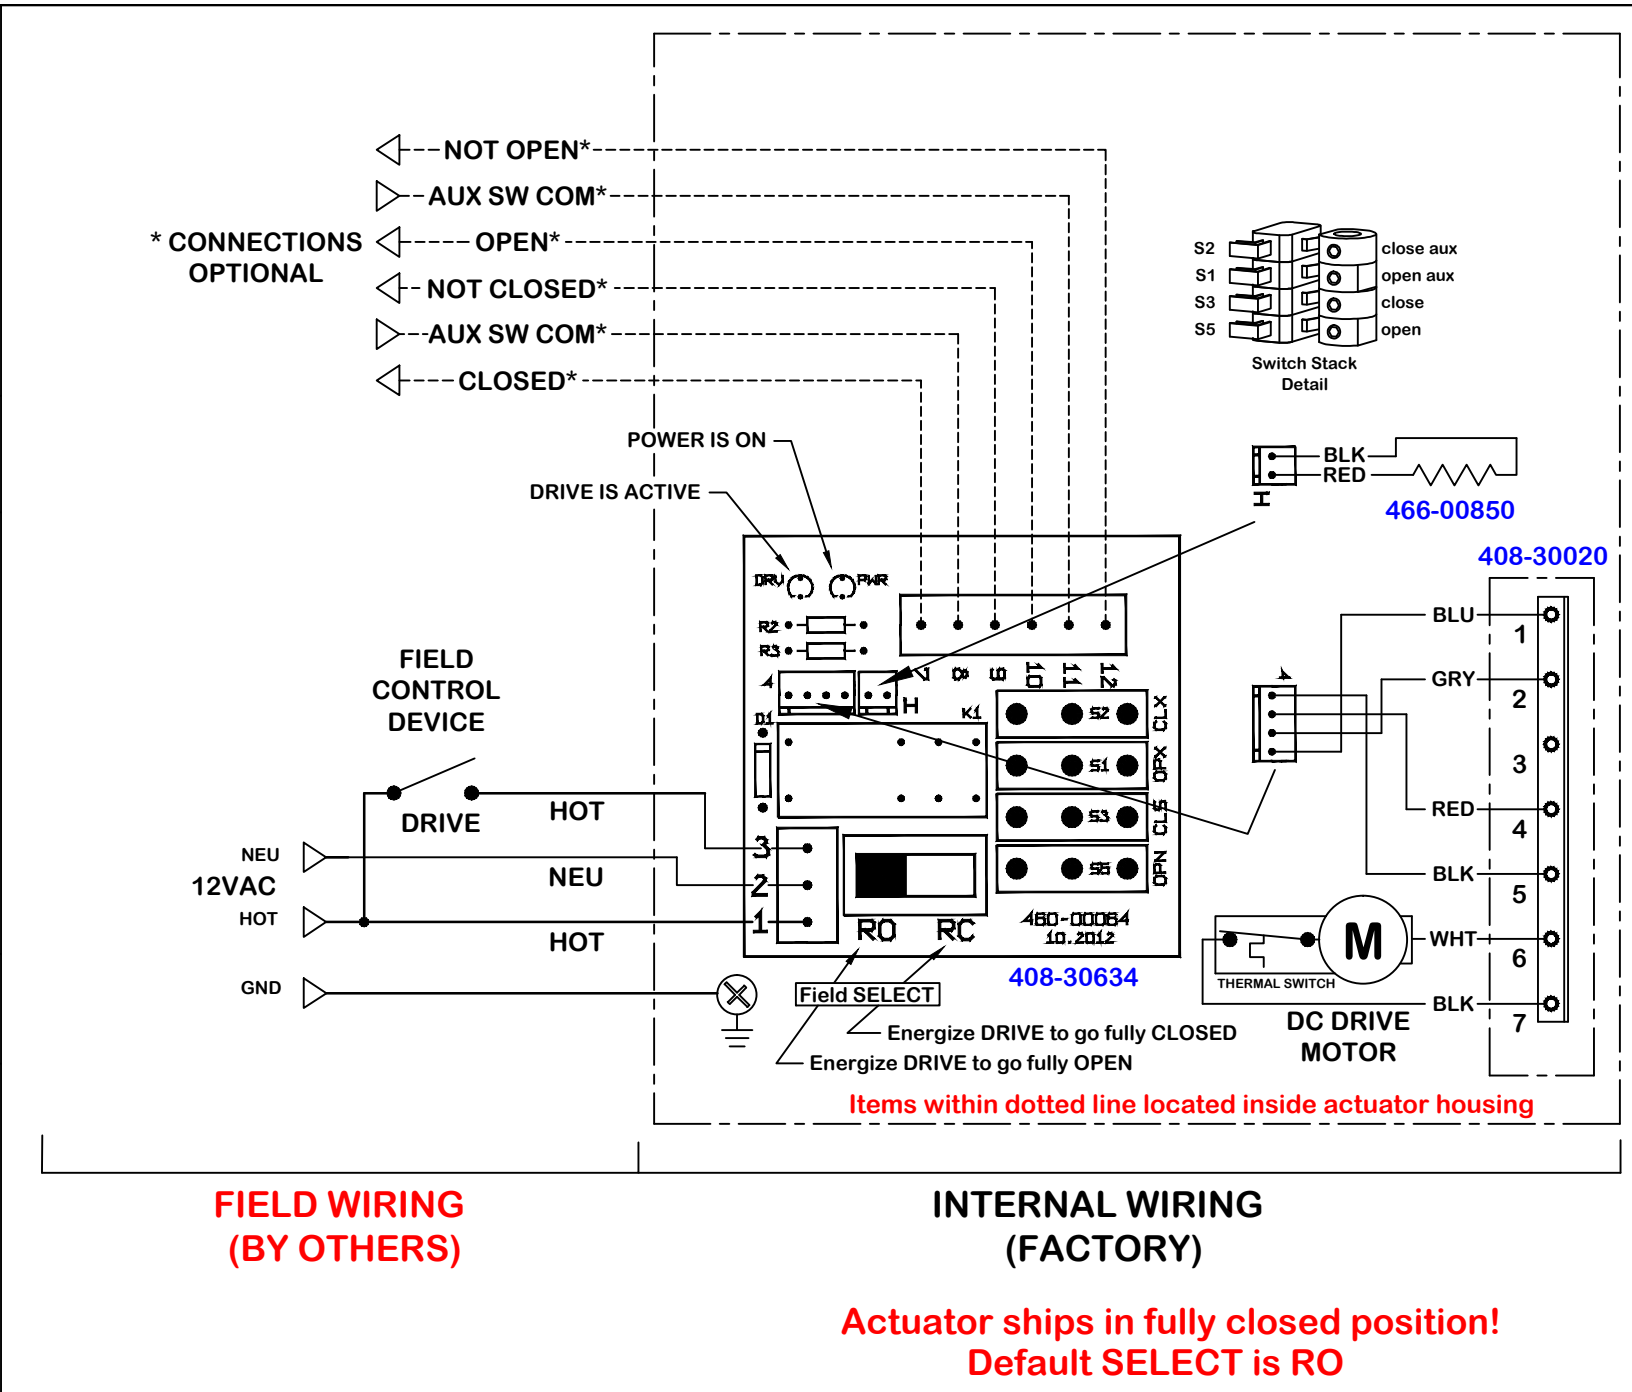 NOT OPEN*
AUX SW COM*
* CONNECTIONS
OPTIONAL
OPEN*
NOT CLOSED*
AUX SW COM*
CLOSED*
S2 close aux
S1 open aux
S3 close
S5 open
Switch Stack
Detail
POWER IS ON
DRIVE IS ACTIVE
BLK
RED
H
466-00850
408-30020
DRV
PWR
R2
R3
7 8 9 10 11 12
H
D1
K1
S2 CLX
S1 OPX
S3 CLS
S5 OPN
BLU
1
GRY
2
3
RED
4
BLK
5
WHT
6
BLK
7
FIELD
CONTROL
DEVICE
DRIVE
HOT
NEU
12VAC
HOT
NEU
HOT
GND
3
2
1
RO RC
460-00064
10.2012
408-30634
Field SELECT
Energize DRIVE to go fully CLOSED
Energize DRIVE to go fully OPEN
M
THERMAL SWITCH
DC DRIVE
MOTOR
Items within dotted line located inside actuator housing
FIELD WIRING
(BY OTHERS)
INTERNAL WIRING
(FACTORY)
Actuator ships in fully closed position!
Default SELECT is RO